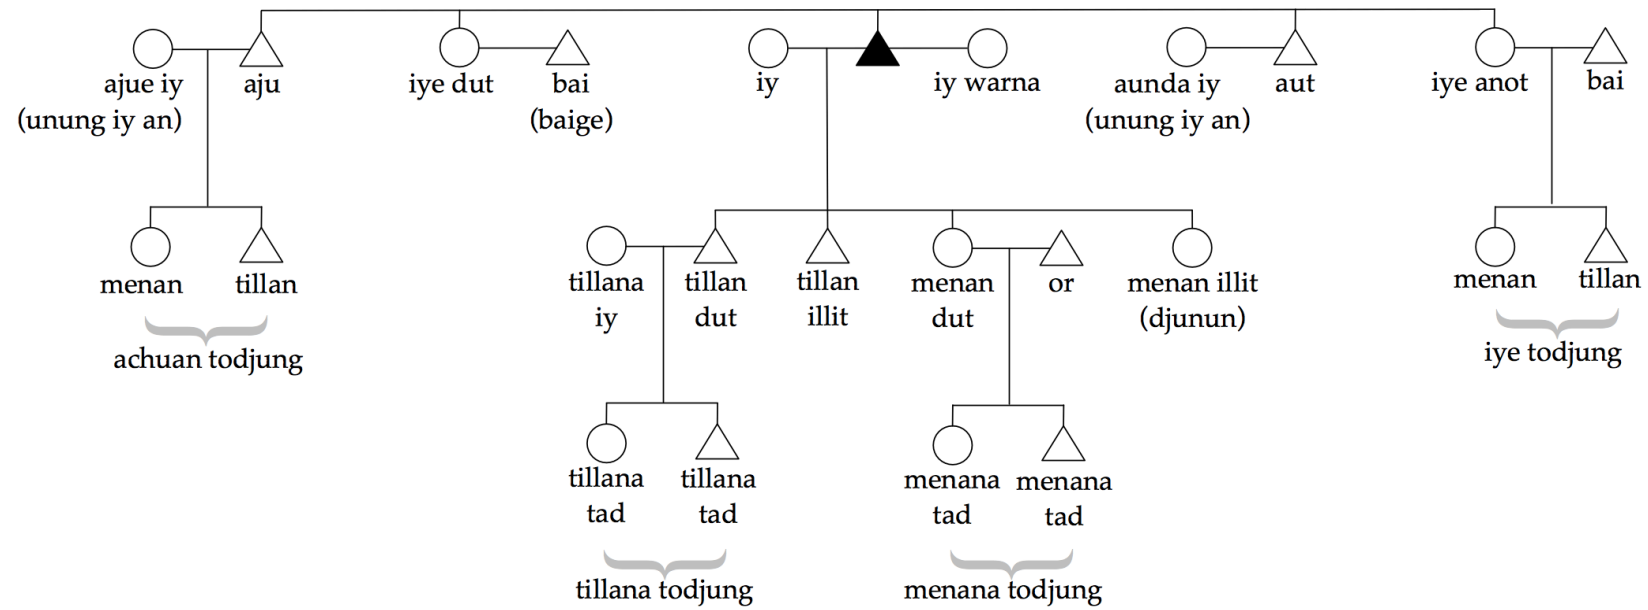 ajue iy
(unung iy an)
aju
iye dut
bai
(baige)
iy
iy warna
aunda iy
(unung iy an)
aut
iye anot
bai
menan
tillan
achuan todjung
tillana
iy
tillan
dut
tillan
illit
menan
dut
or
menan illit
(djunun)
menan
tillan
iye todjung
tillana
tad
tillana
tad
tillana todjung
menana
tad
menana
tad
menana todjung